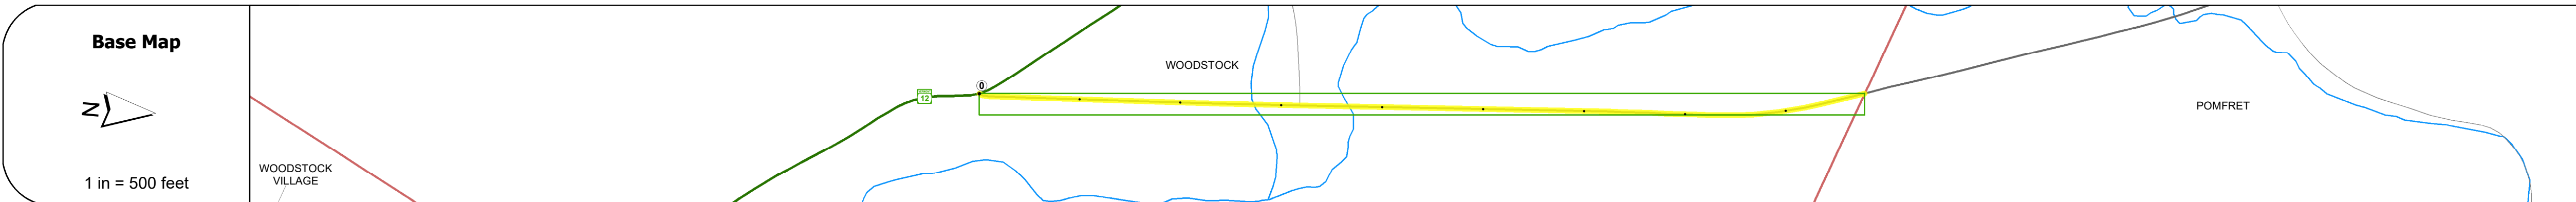 Base Map
N
1 in = 500 feet
WOODSTOCK
VILLAGE
12
0
WOODSTOCK
POMFRET